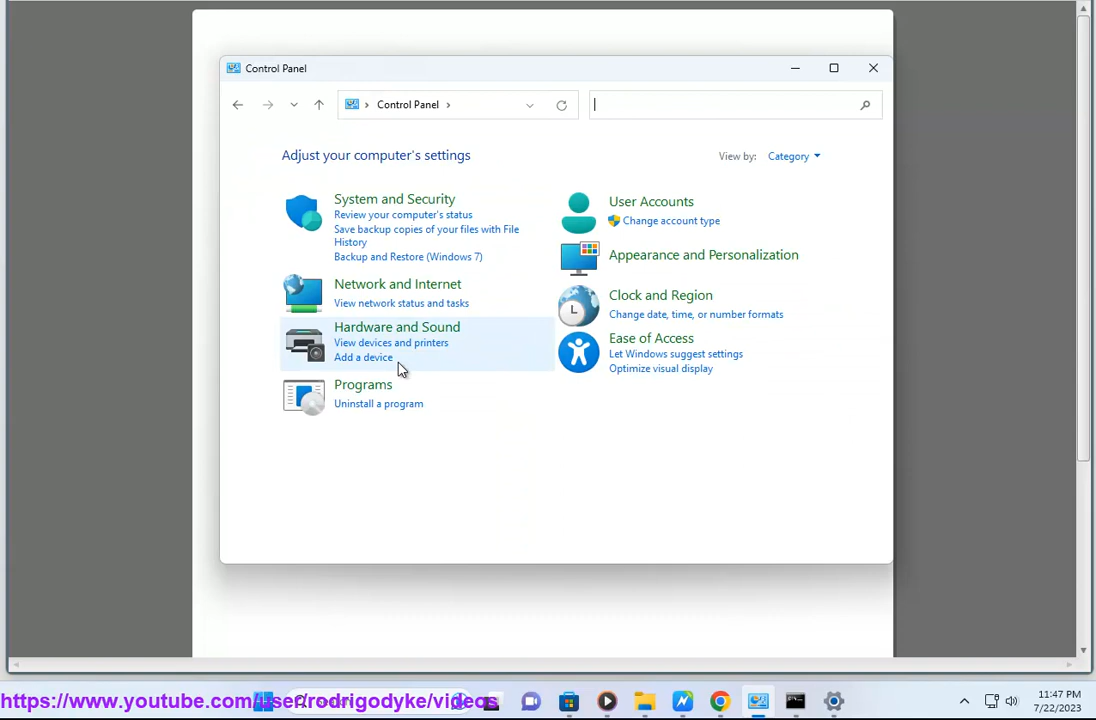 Control Panel
Control Panel
Adjust your computer's settings
View by: Category
System and Security
Review your computer's status
Save backup copies of your files with File
History
Backup and Restore (Windows 7)
Network and Internet
View network status and tasks
Hardware and Sound
View devices and printers
Add a device
Programs
Uninstall a program
User Accounts
Change account type
Appearance and Personalization
Clock and Region
Change date, time, or number formats
Ease of Access
Let Windows suggest settings
Optimize visual display
https://www.youtube.com/user/rodrigodyke/videos
11:47 PM
7/22/2023